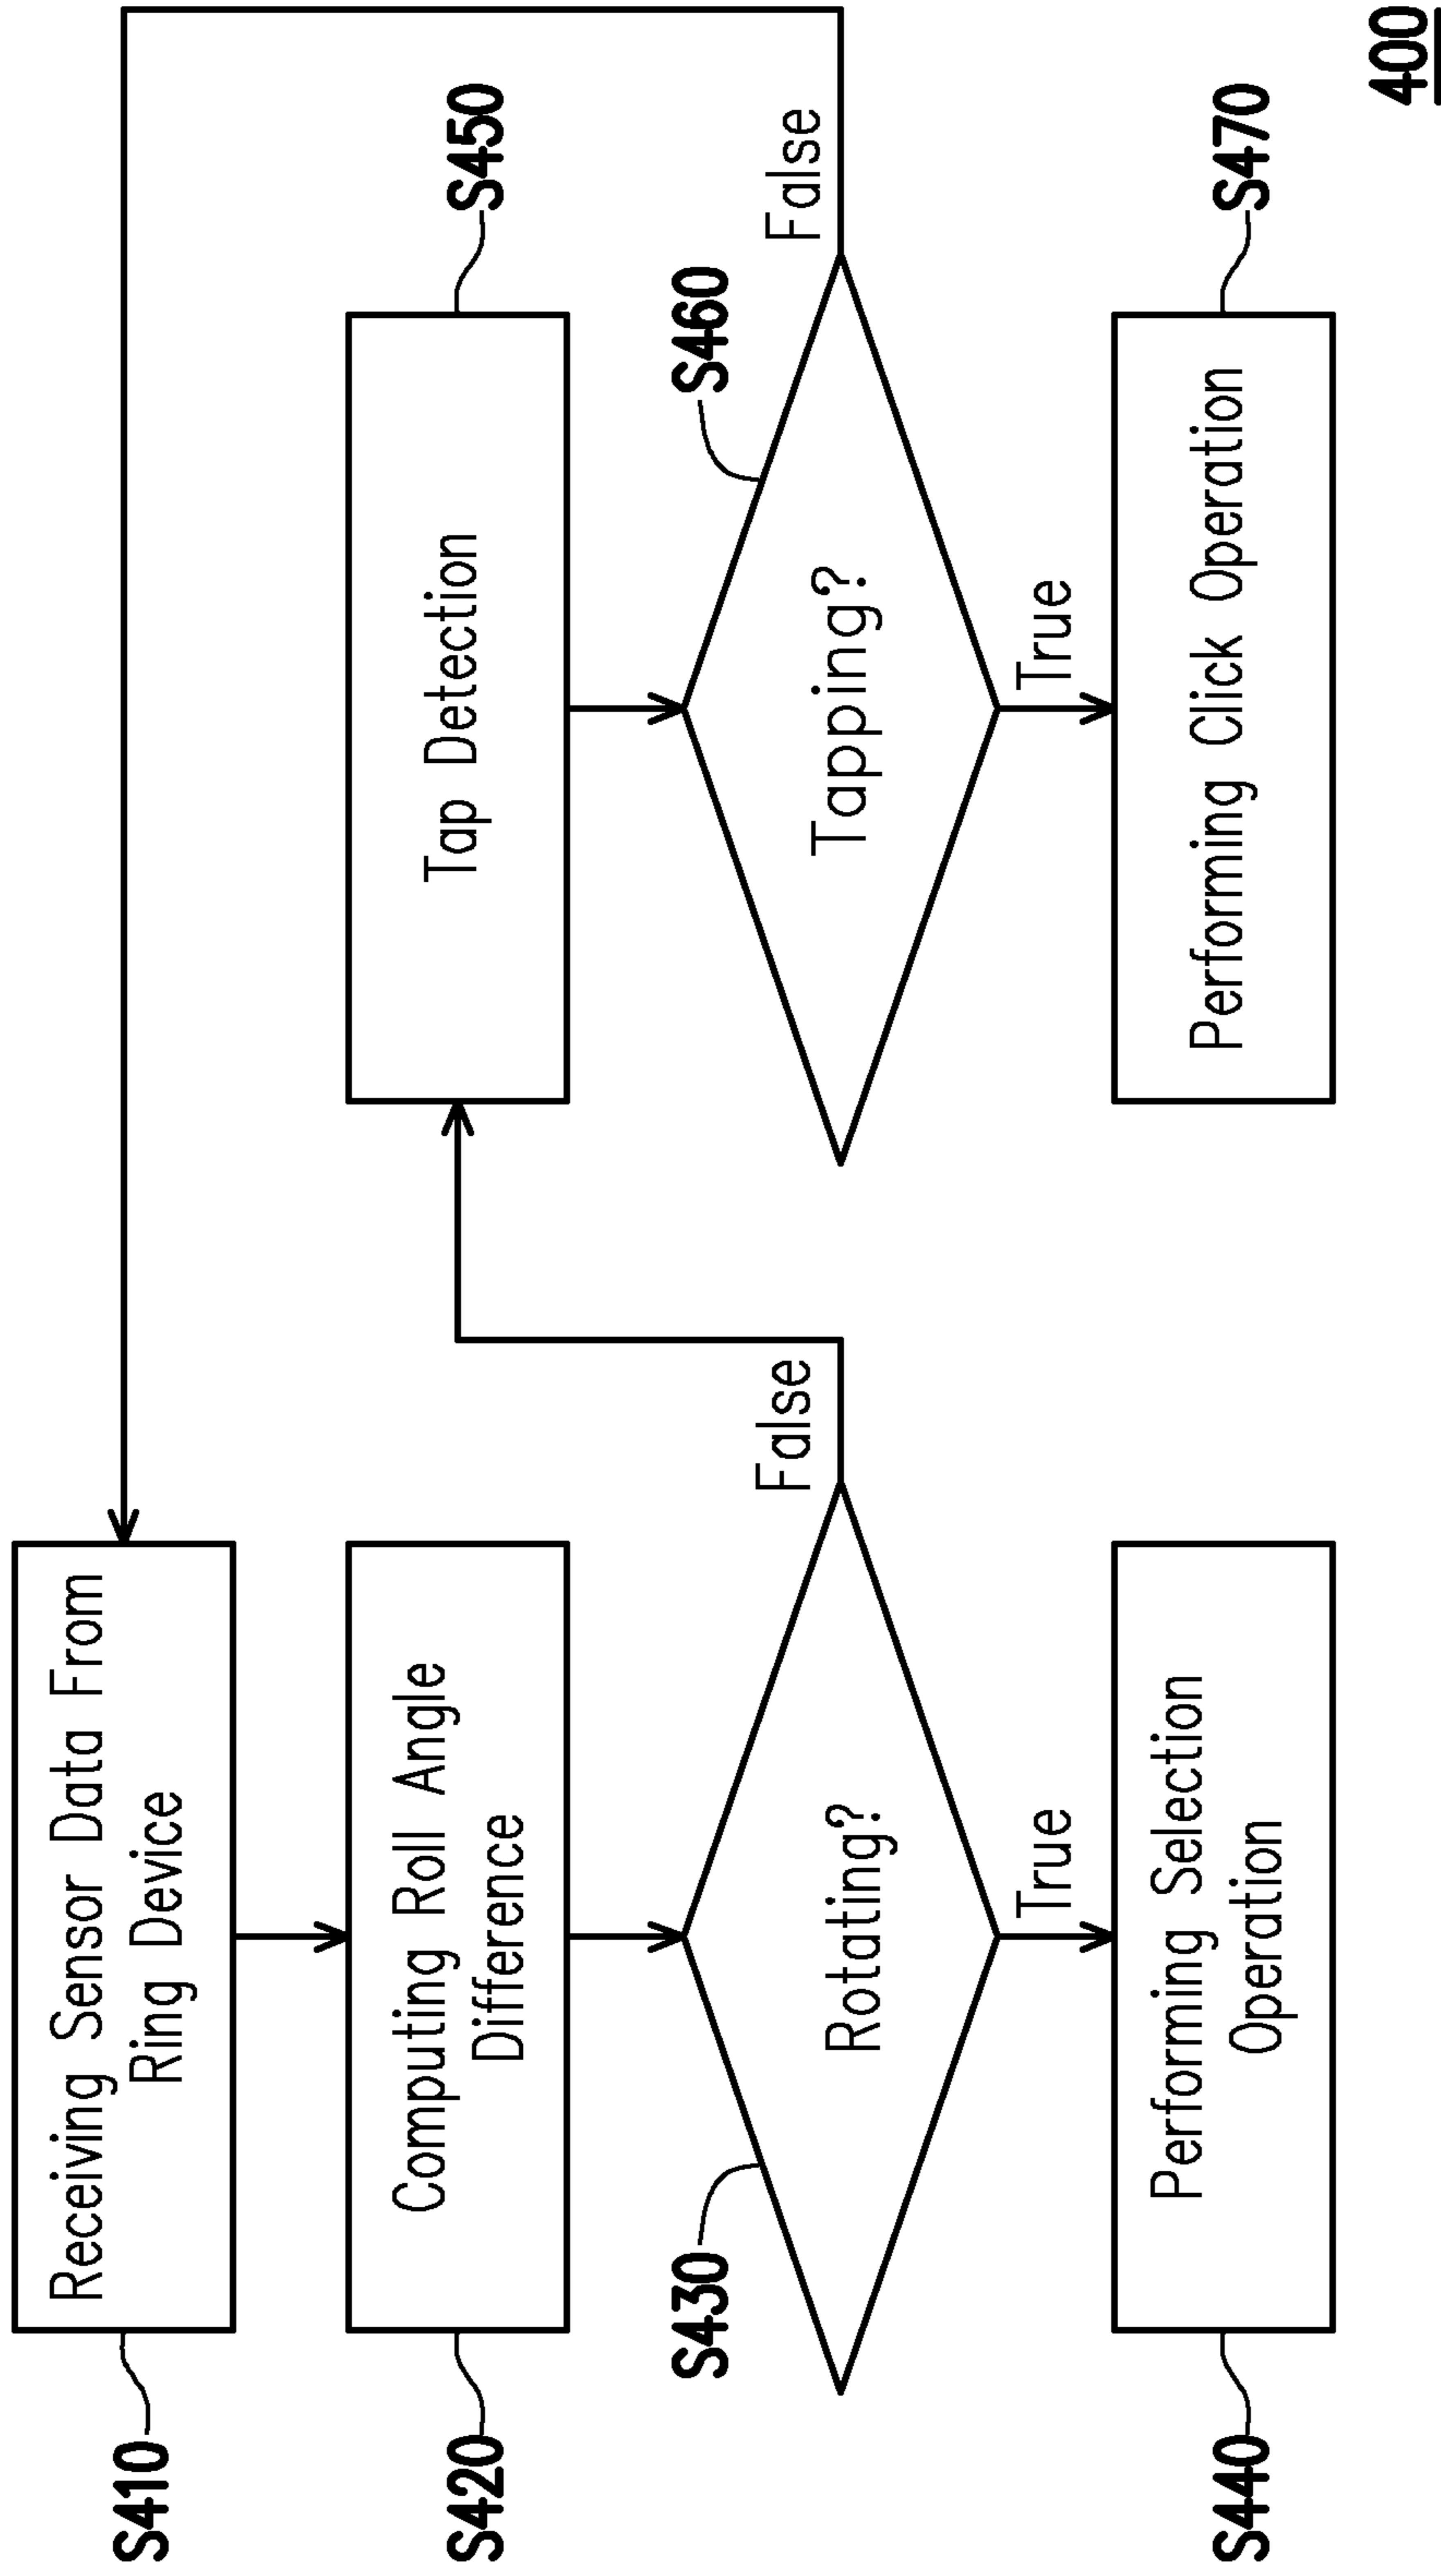 S410
Receiving Sensor Data From
Ring Device
S420
Computing Roll Angle
Difference
S430
Rotating?
False
True
S440
Performing Selection
Operation
S450
Tap Detection
S460
Tapping?
False
True
S470
Performing Click Operation
400